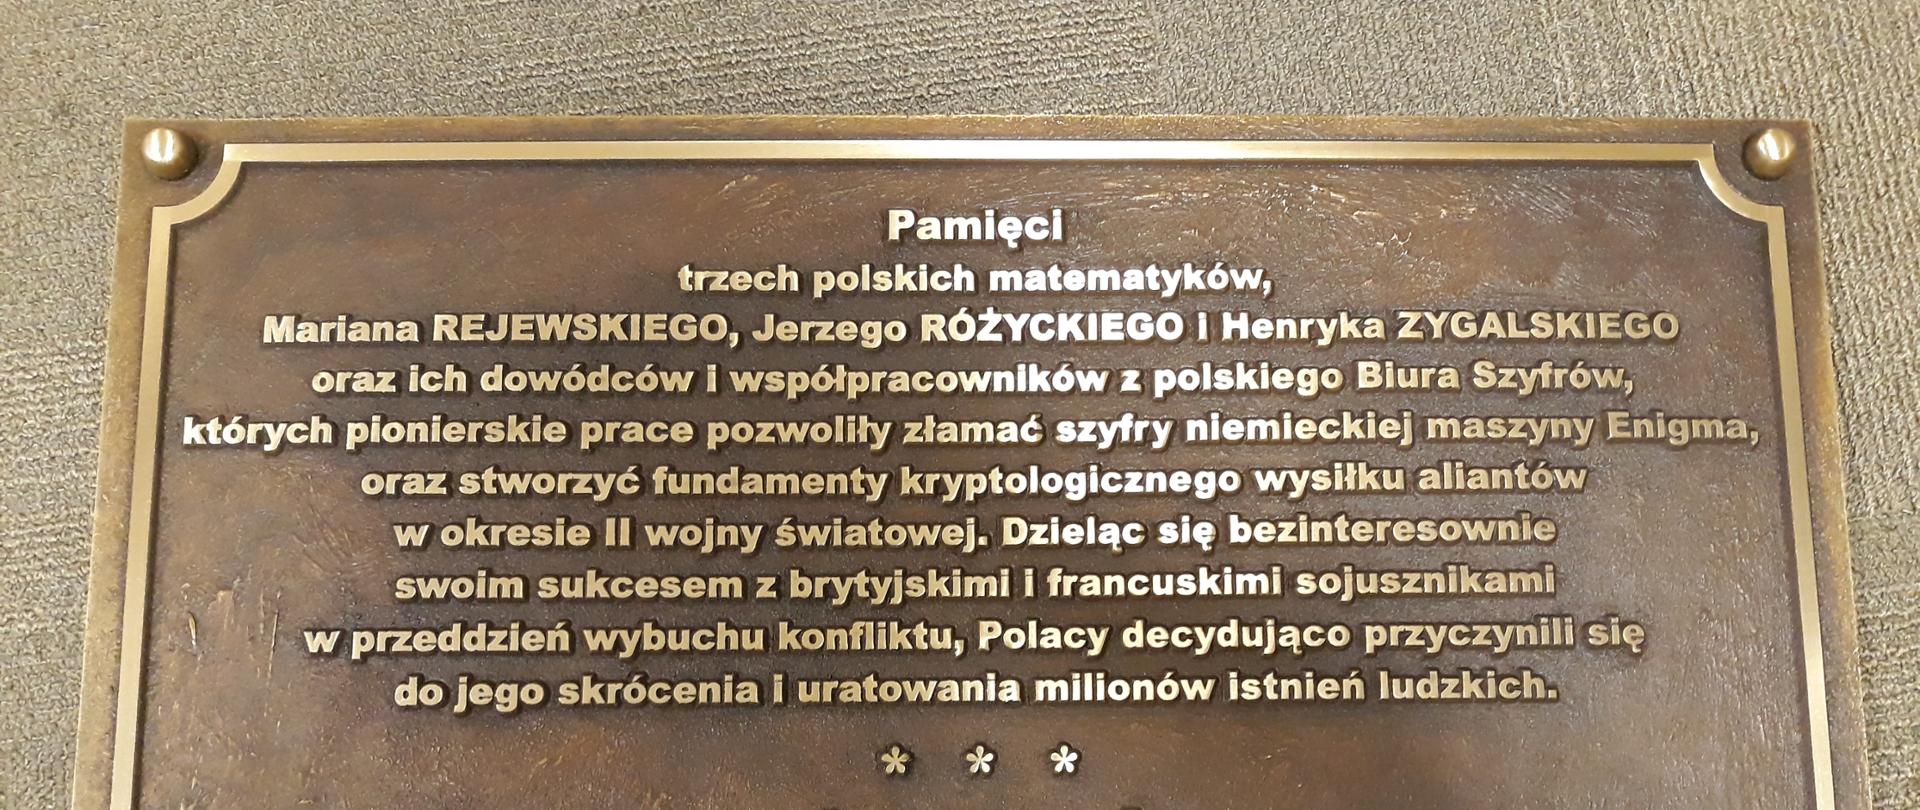 Pamięci
trzech polskich matematyków,
Mariana REJEWSKIEGO, Jerzego RÓŻYCKIEGO i Henryka ZYGALSKIEGO
oraz ich dowódców i współpracowników z polskiego Biura Szyfrów,
których pionierskie prace pozwoliły złamać szyfry niemieckiej maszyny Enigma,
oraz stworzyć fundamenty kryptologicznego wysiłku aliantów
w okresie II wojny światowej. Dzieląc się bezinteresownie
swoim sukcesem z brytyjskimi i francuskimi sojusznikami
w przeddzień wybuchu konfliktu, Polacy decydująco przyczynili się
do jego skrócenia i uratowania milionów istnień ludzkich.
* * *